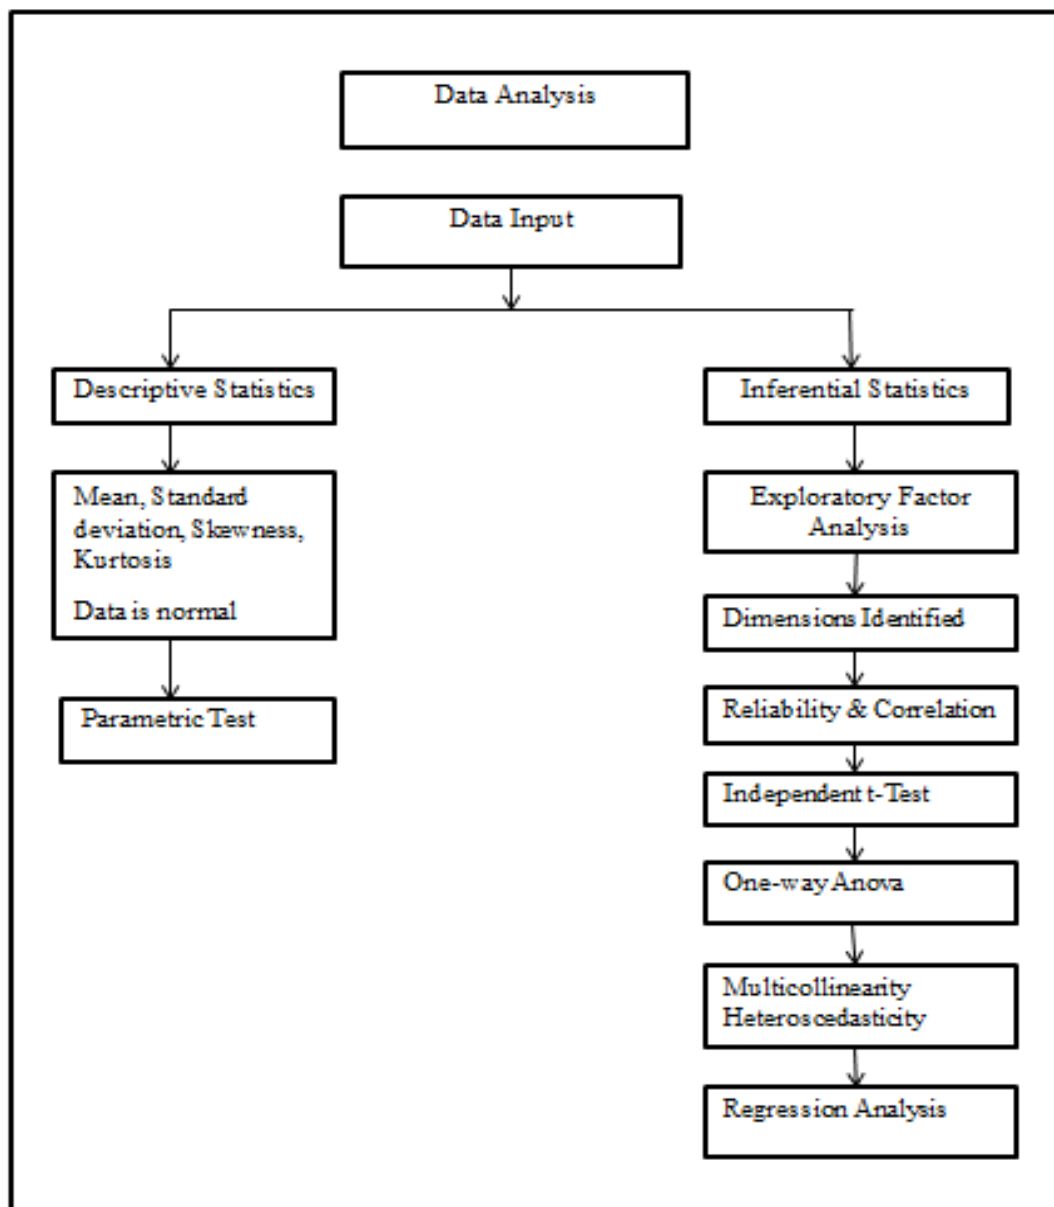 Data Analysis
Data Input
Descriptive Statistics
Inferential Statistics
Mean, Standard
deviation, Skewness,
Kurtosis
Data is normal
Parametric Test
Exploratory Factor
Analysis
Dimensions Identified
Reliability & Correlation
Independent t-Test
One-way Anova
Multicollinearity
Heteroscedasticity
Regression Analysis